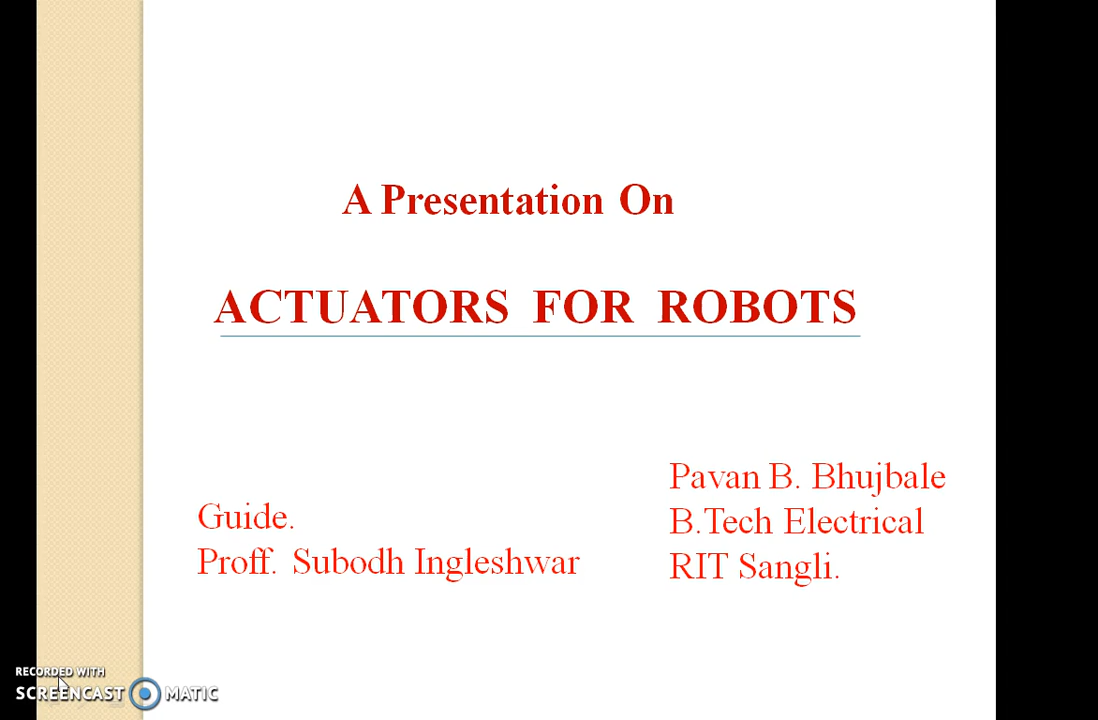 A Presentation On
ACTUATORS FOR ROBOTS
Guide.
Proff. Subodh Ingleshwar
Pavan B. Bhujbale
B.Tech Electrical
RIT Sangli.
RECORDED WITH
SCREENCAST MATIC